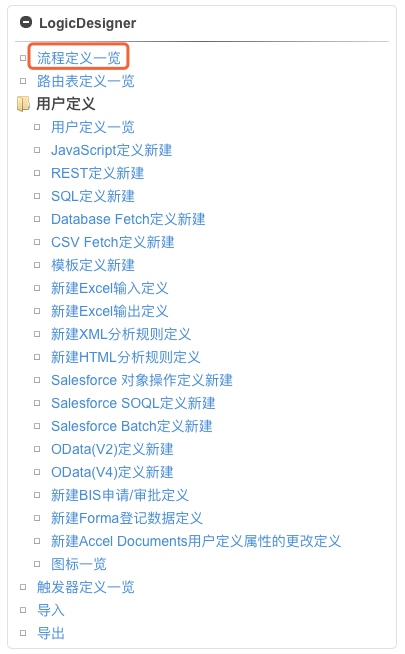 LogicDesigner
流程定义一览
路由表定义一览
用户定义
用户定义一览
JavaScript定义新建
REST定义新建
SQL定义新建
Database Fetch定义新建
CSV Fetch定义新建
模板定义新建
新建Excel输入定义
新建Excel输出定义
新建XML分析规则定义
新建HTML分析规则定义
Salesforce 对象操作定义新建
Salesforce SOQL定义新建
Salesforce Batch定义新建
OData(V2)定义新建
OData(V4)定义新建
新建BIS申请/审批定义
新建Forma登记数据定义
新建Accel Documents用户定义属性的更改定义
图标一览
触发器定义一览
导入
导出